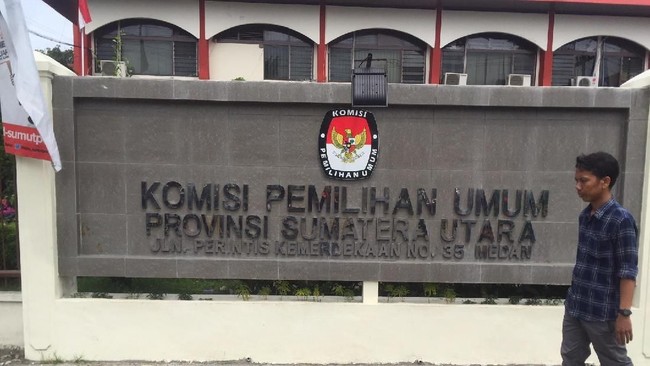 KOMISI
PEMILIHAN UMUM
KOMISI PEMILIHAN UMUM
PROVINSI SUMATERA UTARA
JLN. PERINTIS KEMERDEKAAN NO. 35 MEDAN